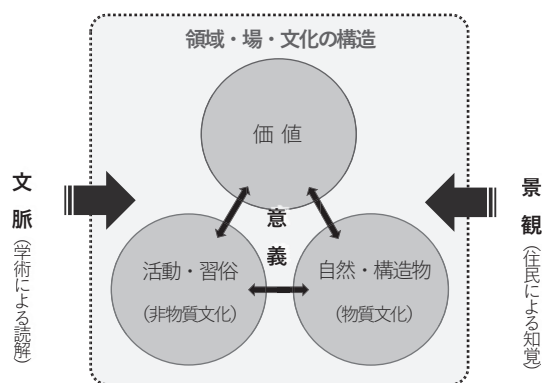 領域・場・文化の構造
価値
意義
活動・習俗
(非物質文化)
自然・構造物
(物質文化)
文脈
(学術による読解)
景観
(住民による知覚)